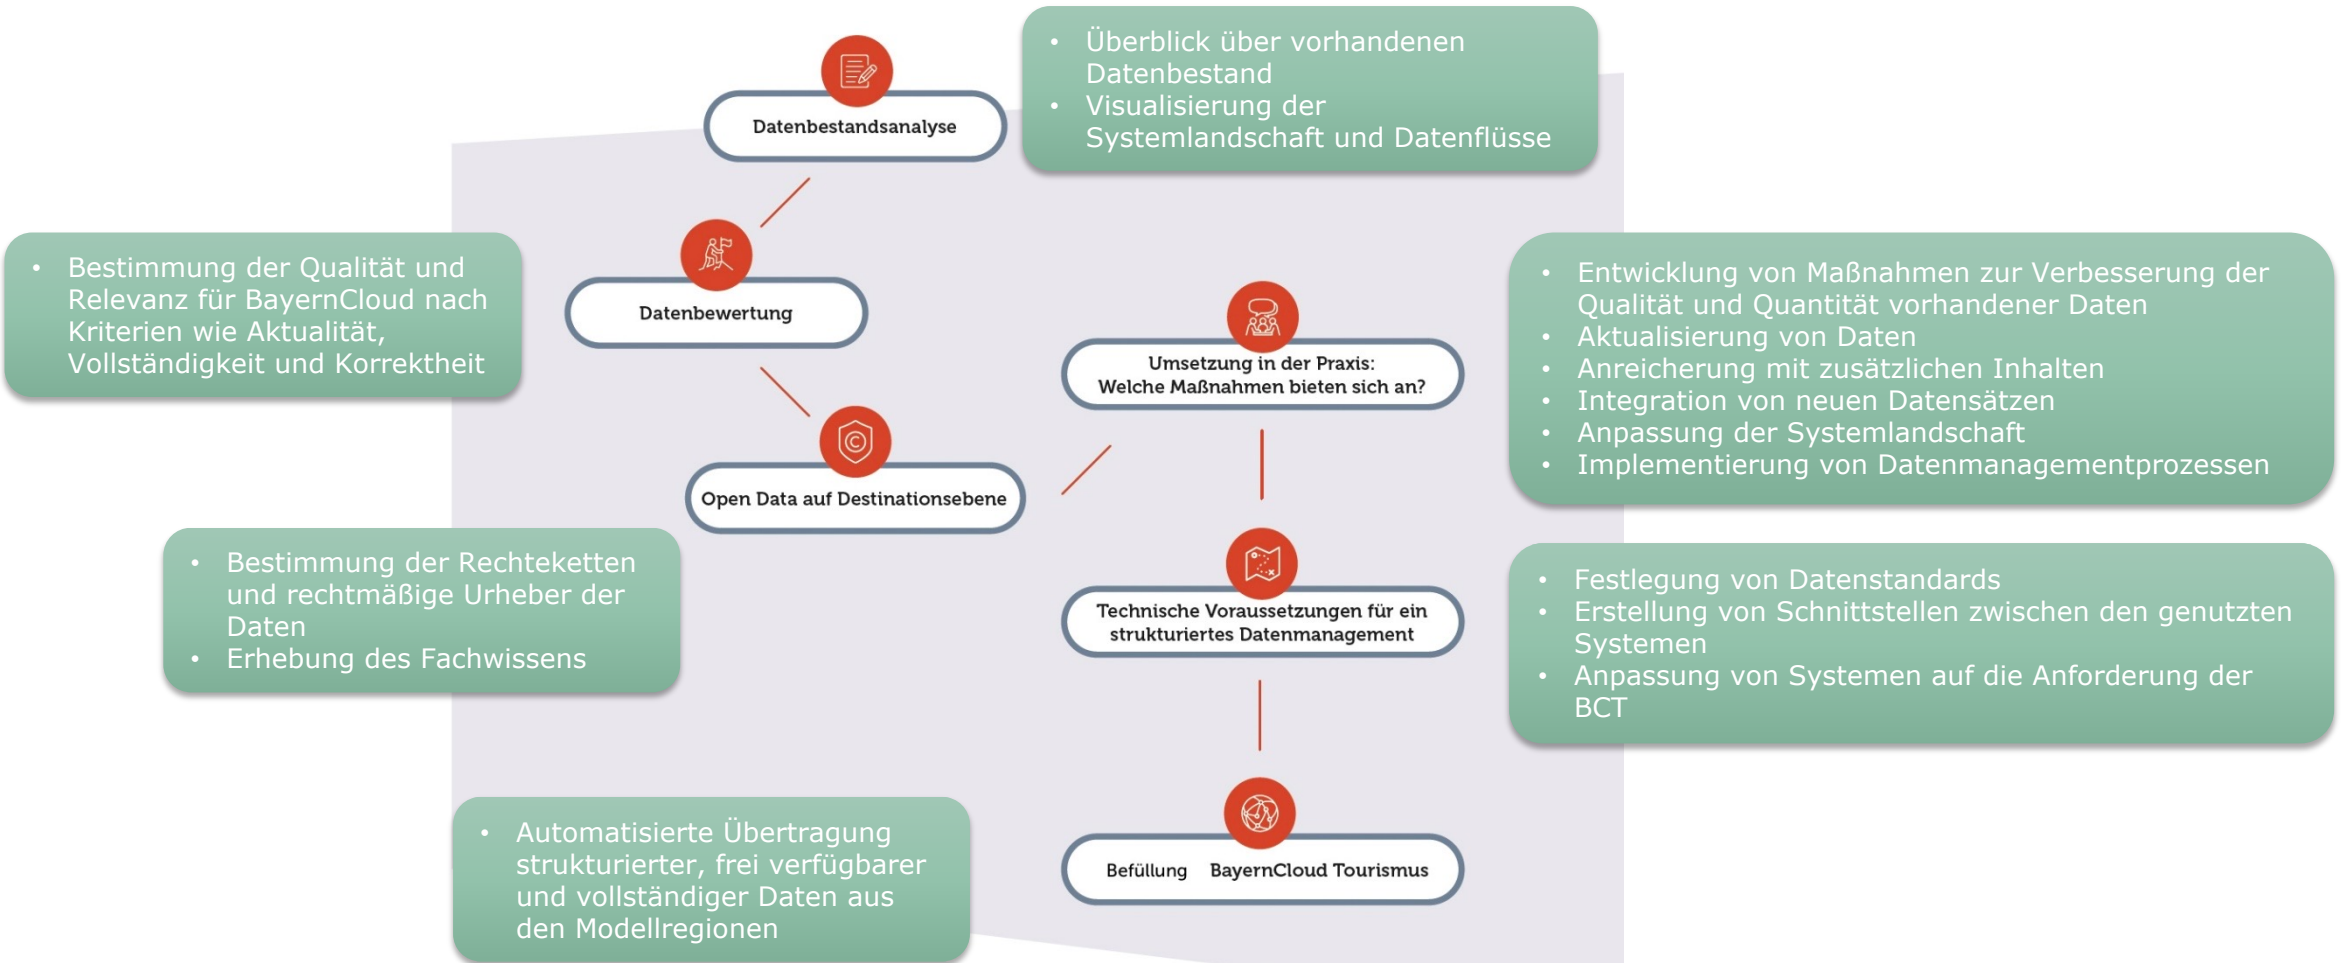 Datenbestandsanalyse
• Überblick über vorhandenen
Datenbestand
• Visualisierung der
Systemlandschaft und Datenflüsse
Datenbewertung
• Bestimmung der Qualität und
Relevanz für BayernCloud nach
Kriterien wie Aktualität,
Vollständigkeit und Korrektheit
Open Data auf Destinationsebene
• Bestimmung der Rechteketten
und rechtmäßige Urheber der
Daten
• Erhebung des Fachwissens
Umsetzung in der Praxis:
Welche Maßnahmen bieten sich an?
• Entwicklung von Maßnahmen zur Verbesserung der
Qualität und Quantität vorhandener Daten
• Aktualisierung von Daten
• Anreicherung mit zusätzlichen Inhalten
• Integration von neuen Datensätzen
• Anpassung der Systemlandschaft
• Implementierung von Datenmanagementprozessen
Technische Voraussetzungen für ein
strukturiertes Datenmanagement
• Festlegung von Datenstandards
• Erstellung von Schnittstellen zwischen den genutzten
Systemen
• Anpassung von Systemen auf die Anforderung der
BCT
Befüllung BayernCloud Tourismus
• Automatisierte Übertragung
strukturierter, frei verfügbarer
und vollständiger Daten aus
den Modellregionen